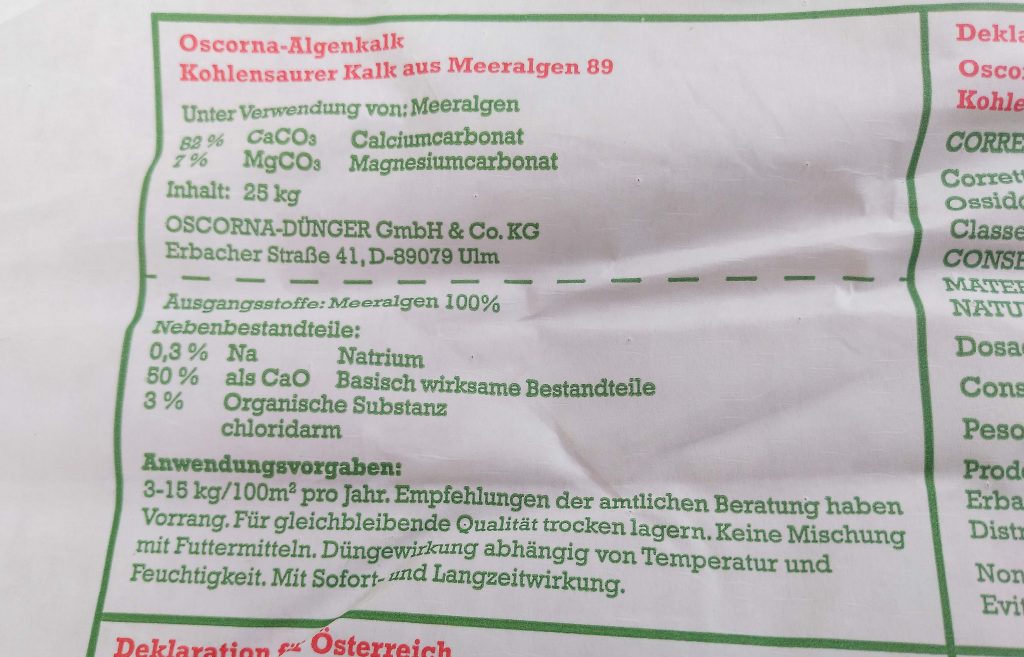 Oscorna-Algenkalk
Kohlensaurer Kalk aus Meeralgen 89
Unter Verwendung von: Meeralgen
82 % CaCO₃ Calciumcarbonat
7 % MgCO₃ Magnesiumcarbonat
Inhalt: 25 kg
OSCORNA-DÜNGER GmbH & Co. KG
Erbacher Straße 41, D-89079 Ulm
Ausgangsstoffe: Meeralgen 100%
Nebenbestandteile:
0,3 % Na Natrium
50 % als CaO Basisch wirksame Bestandteile
3 % Organische Substanz
chloridarm
Anwendungsvorgaben:
3-15 kg/100m² pro Jahr. Empfehlungen der amtlichen Beratung haben
Vorrang. Für gleichbleibende Qualität trocken lagern. Keine Mischung
mit Futtermitteln. Düngewirkung abhängig von Temperatur und
Feuchtigkeit. Mit Sofort- und Langzeitwirkung.
Deklaration Österreich
Dekla
Oscor
Kohle
CORRE
Corrett
Ossido
Classe
CONSE
MATER
NATU
Dosag
Cons
Peso
Prod
Erba
Distr
Non
Evit